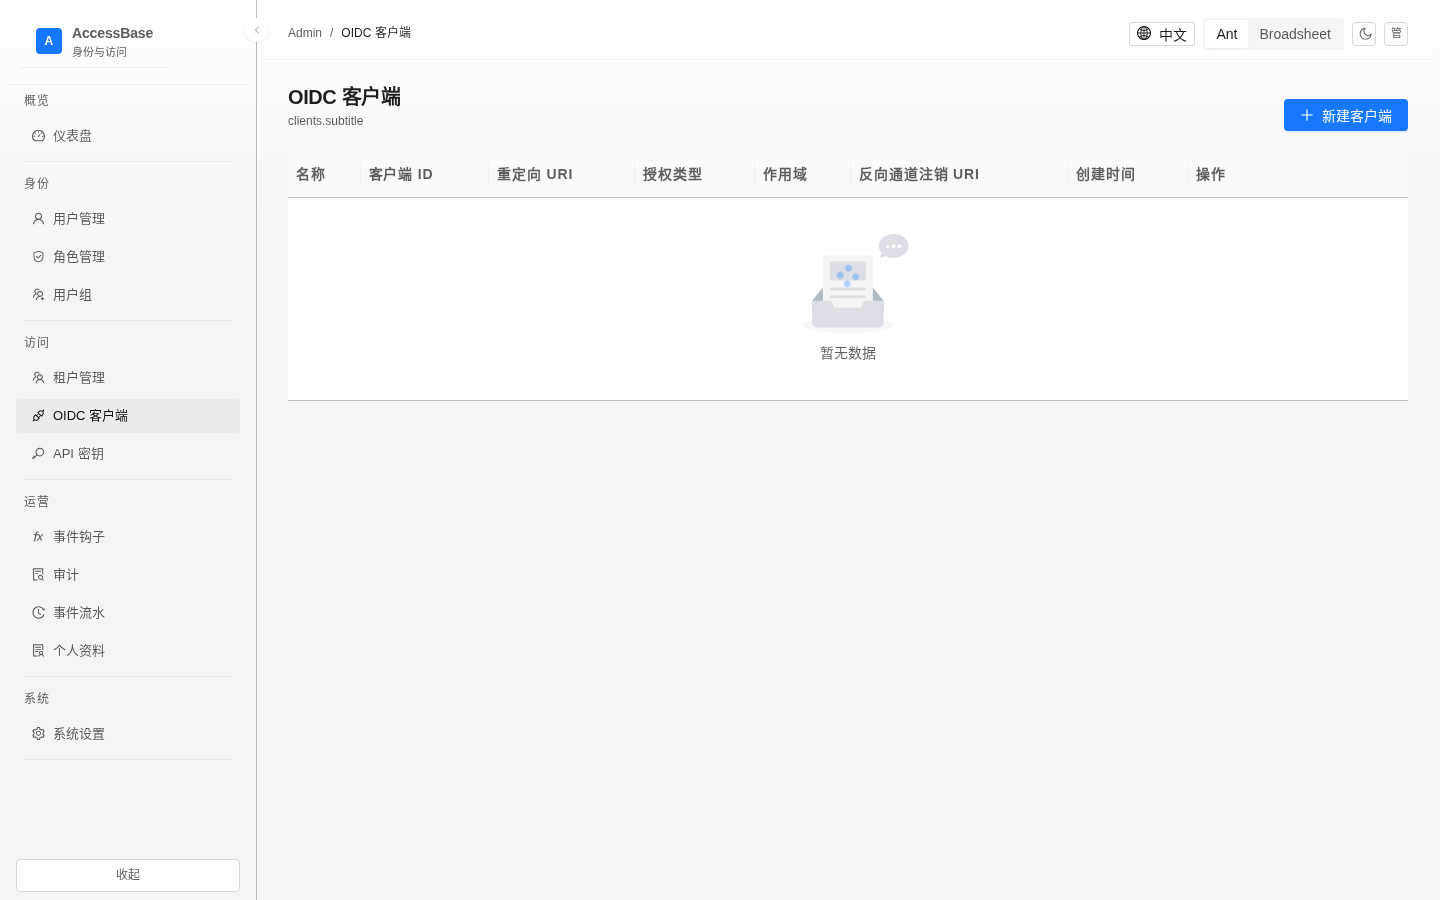 A
AccessBase
身份与访问
概览
仪表盘
身份
用户管理
角色管理
用户组
访问
租户管理
OIDC 客户端
API 密钥
运营
事件钩子
审计
事件流水
个人资料
系统
系统设置
收起
Admin / OIDC 客户端
中文
Ant
Broadsheet
管
OIDC 客户端
clients.subtitle
新建客户端
名称 客户端 ID 重定向 URI 授权类型 作用域 反向通道注销 URI 创建时间 操作
暂无数据